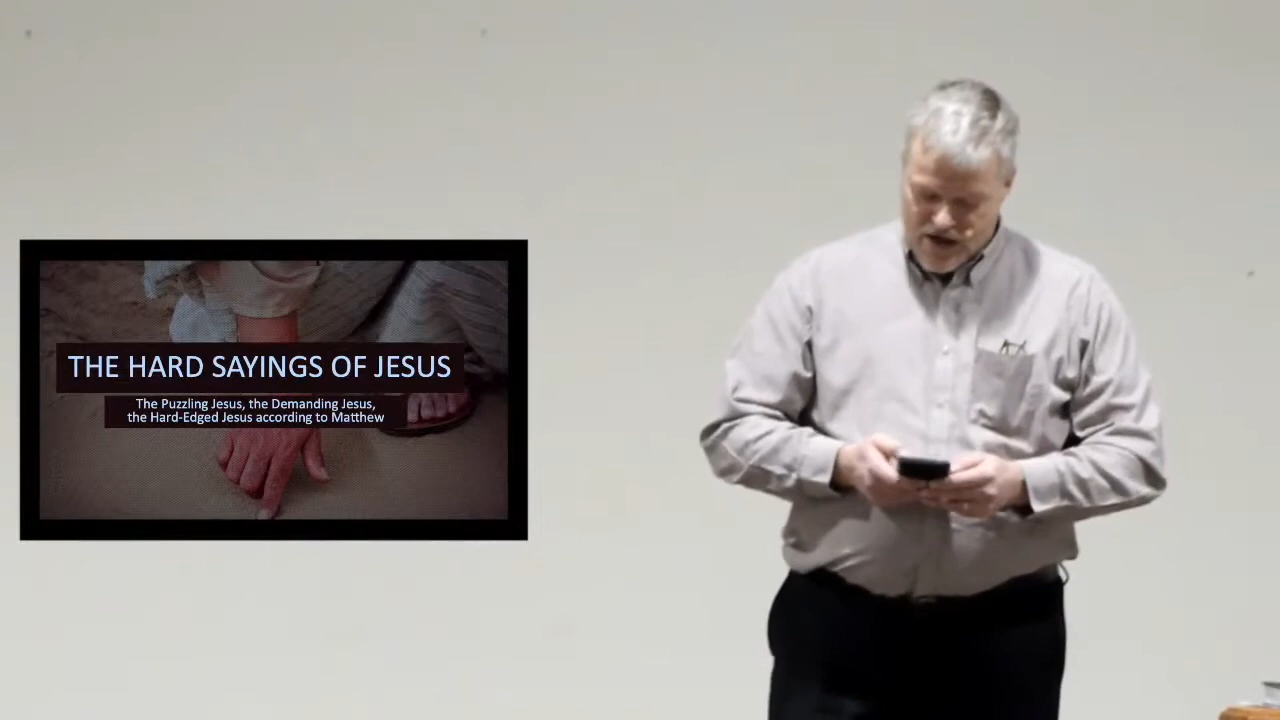 THE HARD SAYINGS OF JESUS
The Puzzling Jesus, the Demanding Jesus,
the Hard-Edged Jesus according to Matthew